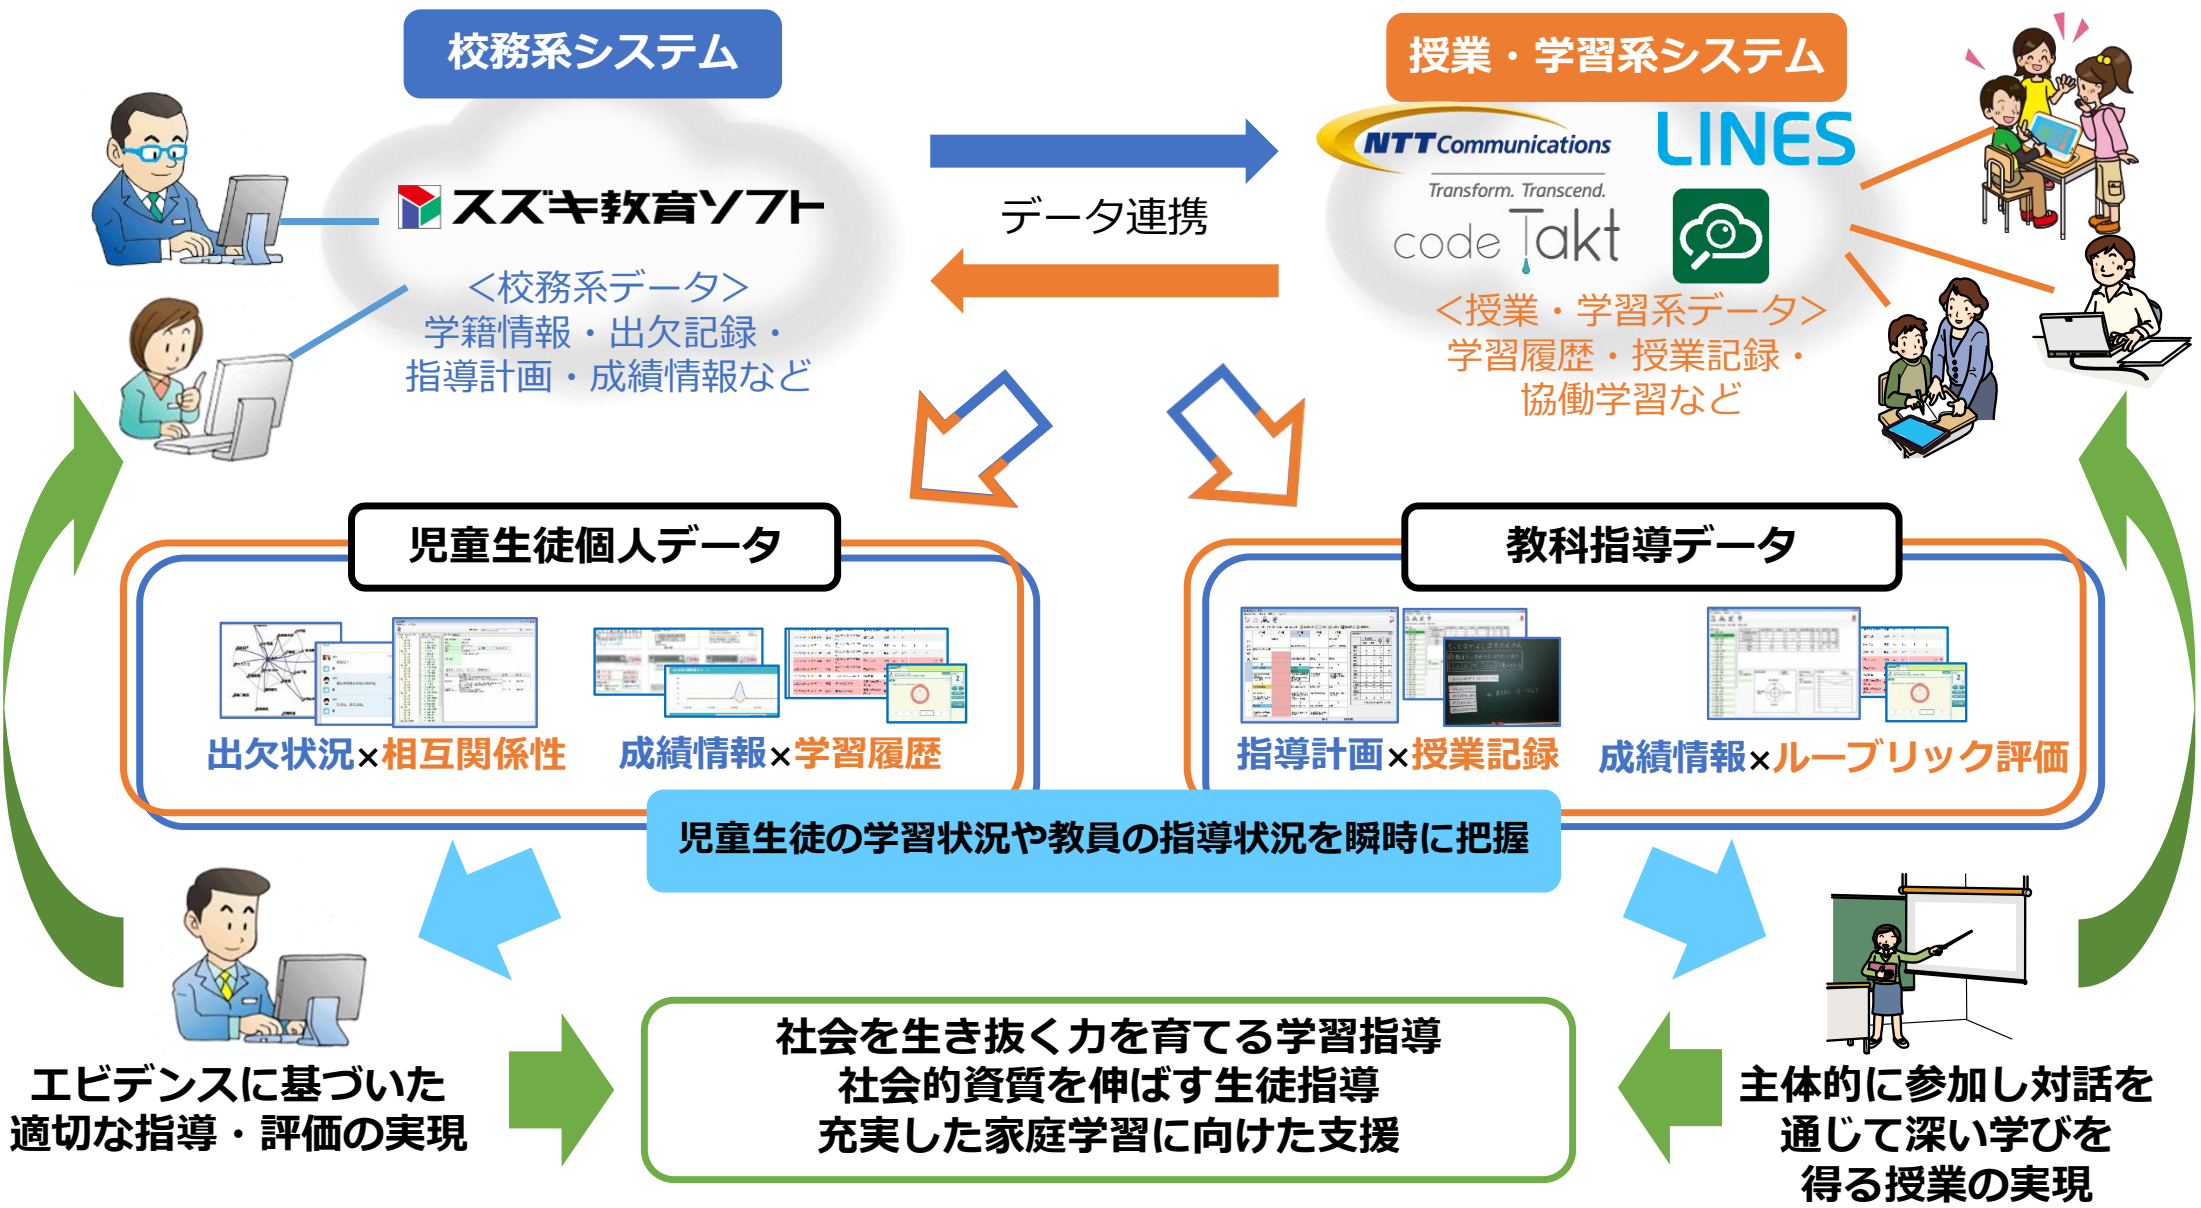 校務系システム
授業・学習系システム
スズキ教育ソフト
<校務系データ>
学籍情報・出欠記録・
指導計画・成績情報など
データ連携
NTT Communications
Transform. Transcend.
LINES
code Takt
<授業・学習系データ>
学習履歴・授業記録・
協働学習など
児童生徒個人データ
出欠状況×相互関係性
成績情報×学習履歴
教科指導データ
指導計画×授業記録
成績情報×ルーブリック評価
児童生徒の学習状況や教員の指導状況を瞬時に把握
エビデンスに基づいた
適切な指導・評価の実現
社会を生き抜く力を育てる学習指導
社会的資質を伸ばす生徒指導
充実した家庭学習に向けた支援
主体的に参加し対話を
通じて深い学びを
得る授業の実現